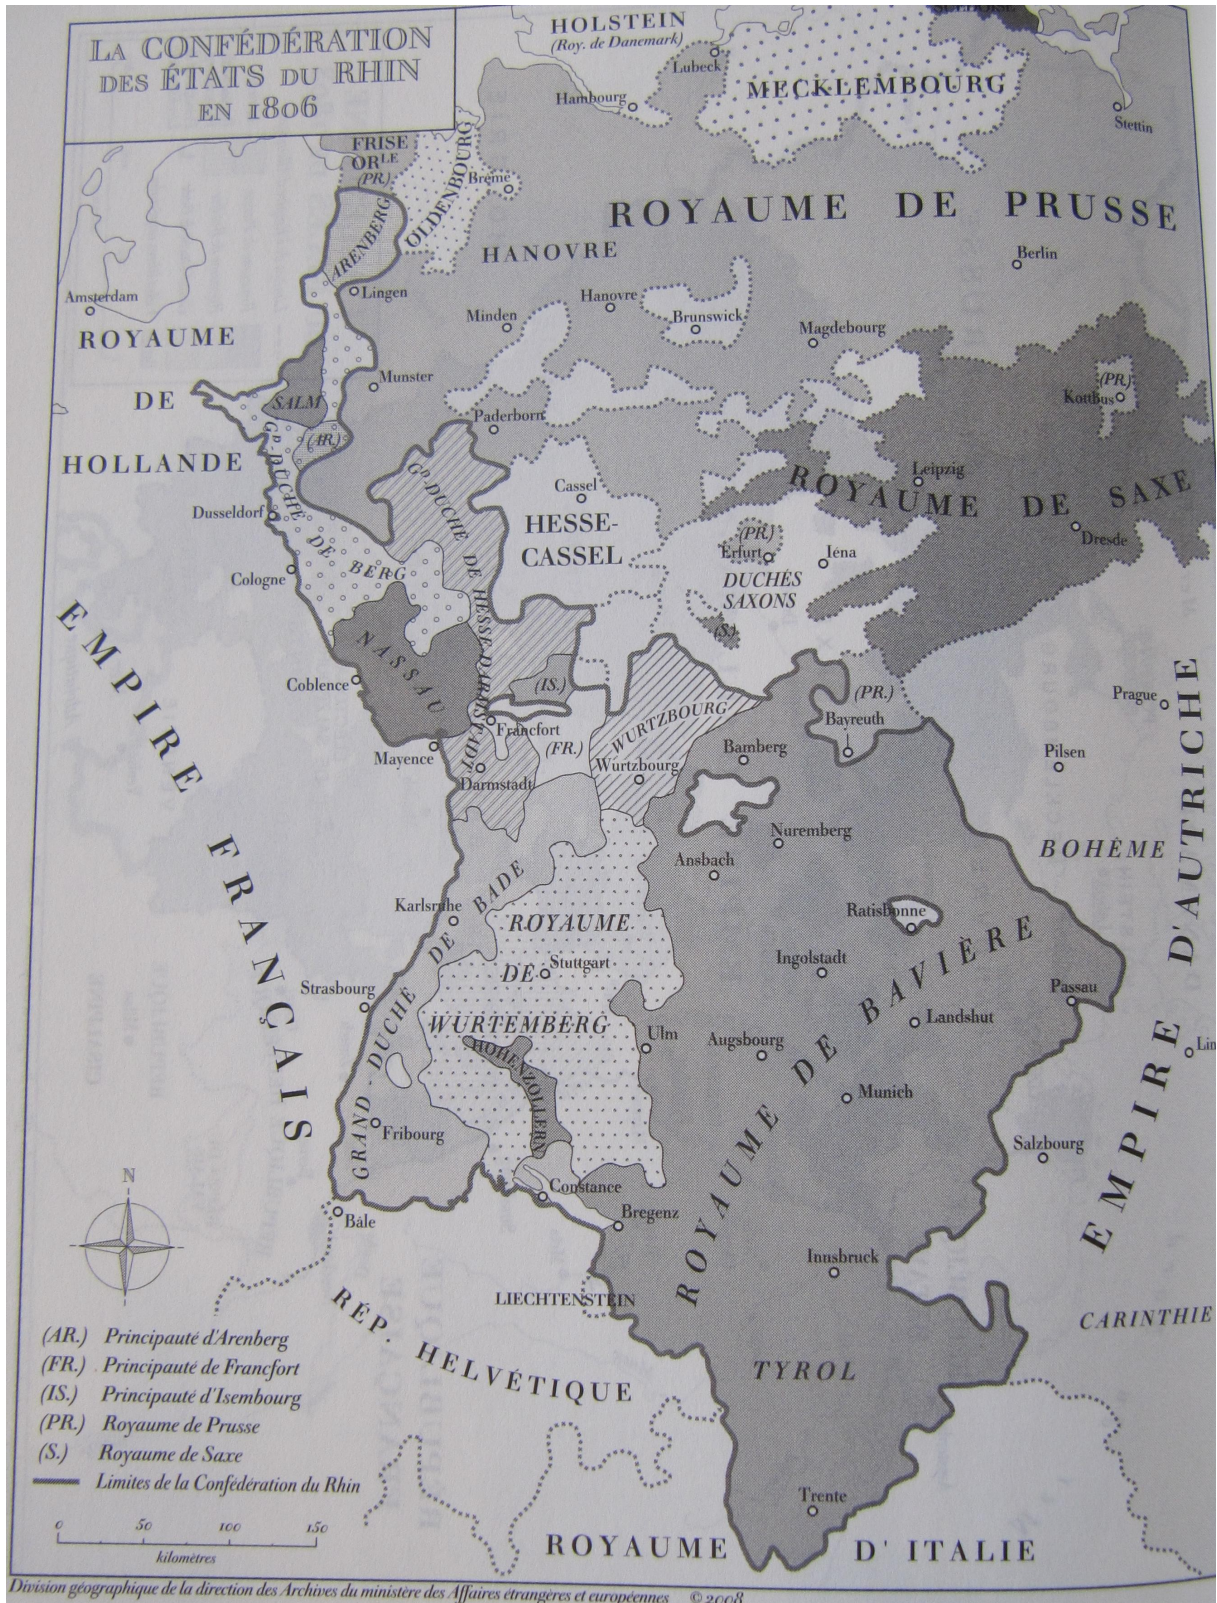 LA CONFÉDÉRATION
DES ÉTATS DU RHIN
EN 1806
HOLSTEIN
(Roy. de Danemark)
Lubeck
Hambourg
MECKLEMBOURG
Stettin
FRISE
ORLE
(PR.)
OLDENBOURG
Brême
ARENBERG
ROYAUME DE PRUSSE
HANOVRE
Berlin
Amsterdam
Lingen
Hanovre
Minden
Brunswick
Magdebourg
ROYAUME
DE
HOLLANDE
Munster
SALM
(AR.)
Paderborn
(PR.)
Kottbus
GD-DUCHÉ DE BERG
GD-DUCHÉ DE HESSE-DARMSTADT
Cassel
HESSE-
CASSEL
Leipzig
ROYAUME DE SAXE
Dresde
Dusseldorf
Cologne
(PR.)
Erfurt
Iéna
DUCHÉS
SAXONS
(S.)
EMPIRE FRANÇAIS
NASSAU
Coblence
(IS.)
Francfort
(FR.)
Mayence
Darmstadt
WURTZBOURG
Wurtzbourg
Bamberg
(PR.)
Bayreuth
Prague
Pilsen
BOHÊME
EMPIRE D'AUTRICHE
Nuremberg
Ansbach
Karlsruhe
GRAND-DUCHÉ DE BADE
ROYAUME
DE
WURTEMBERG
Stuttgart
Ratisbonne
Ingolstadt
ROYAUME DE BAVIÈRE
Passau
Strasbourg
Landshut
Ulm
Augsbourg
HOHENZOLLERN
Munich
Lin
Fribourg
Salzbourg
Constance
Bregenz
Bâle
N
Innsbruck
LIECHTENSTEIN
RÉP. HELVÉTIQUE
CARINTHIE
TYROL
Trente
ROYAUME D'ITALIE
(AR.) Principauté d'Arenberg
(FR.) Principauté de Francfort
(IS.) Principauté d'Isembourg
(PR.) Royaume de Prusse
(S.) Royaume de Saxe
Limites de la Confédération du Rhin
0 50 100 150
kilomètres
Division géographique de la direction des Archives du ministère des Affaires étrangères et européennes © 2008